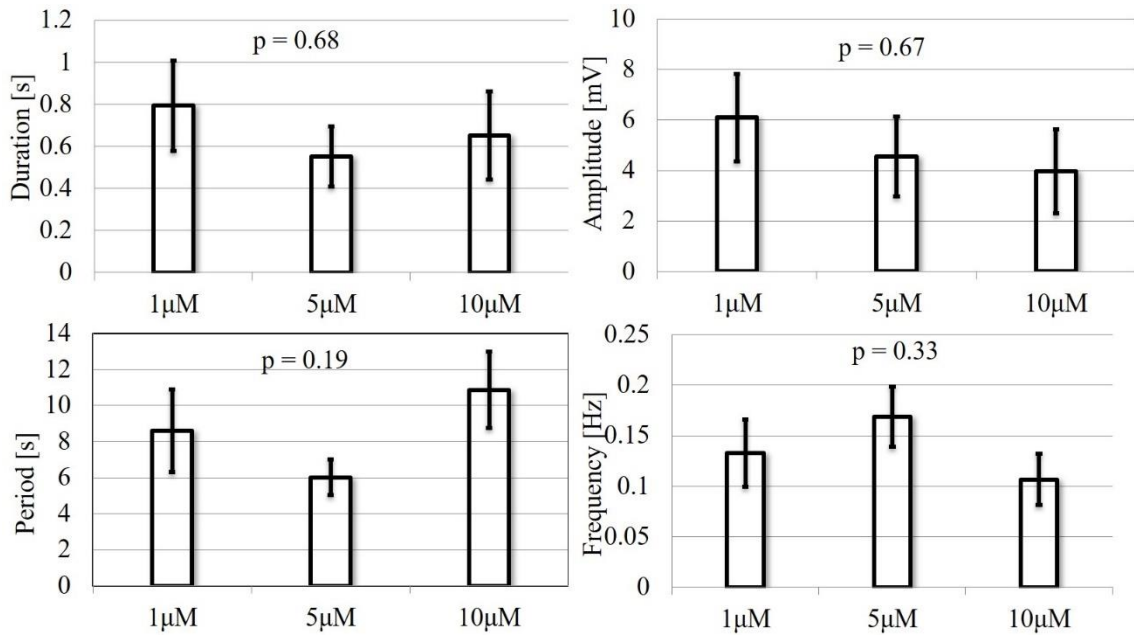 Duration [s]
1.2
1
0.8
0.6
0.4
0.2
0
p = 0.68
1μM
5μM
10μM
Amplitude [mV]
10
8
6
4
2
0
p = 0.67
1μM
5μM
10μM
Period [s]
14
12
10
8
6
4
2
0
p = 0.19
1μM
5μM
10μM
Frequency [Hz]
0.25
0.2
0.15
0.1
0.05
0
p = 0.33
1μM
5μM
10μM